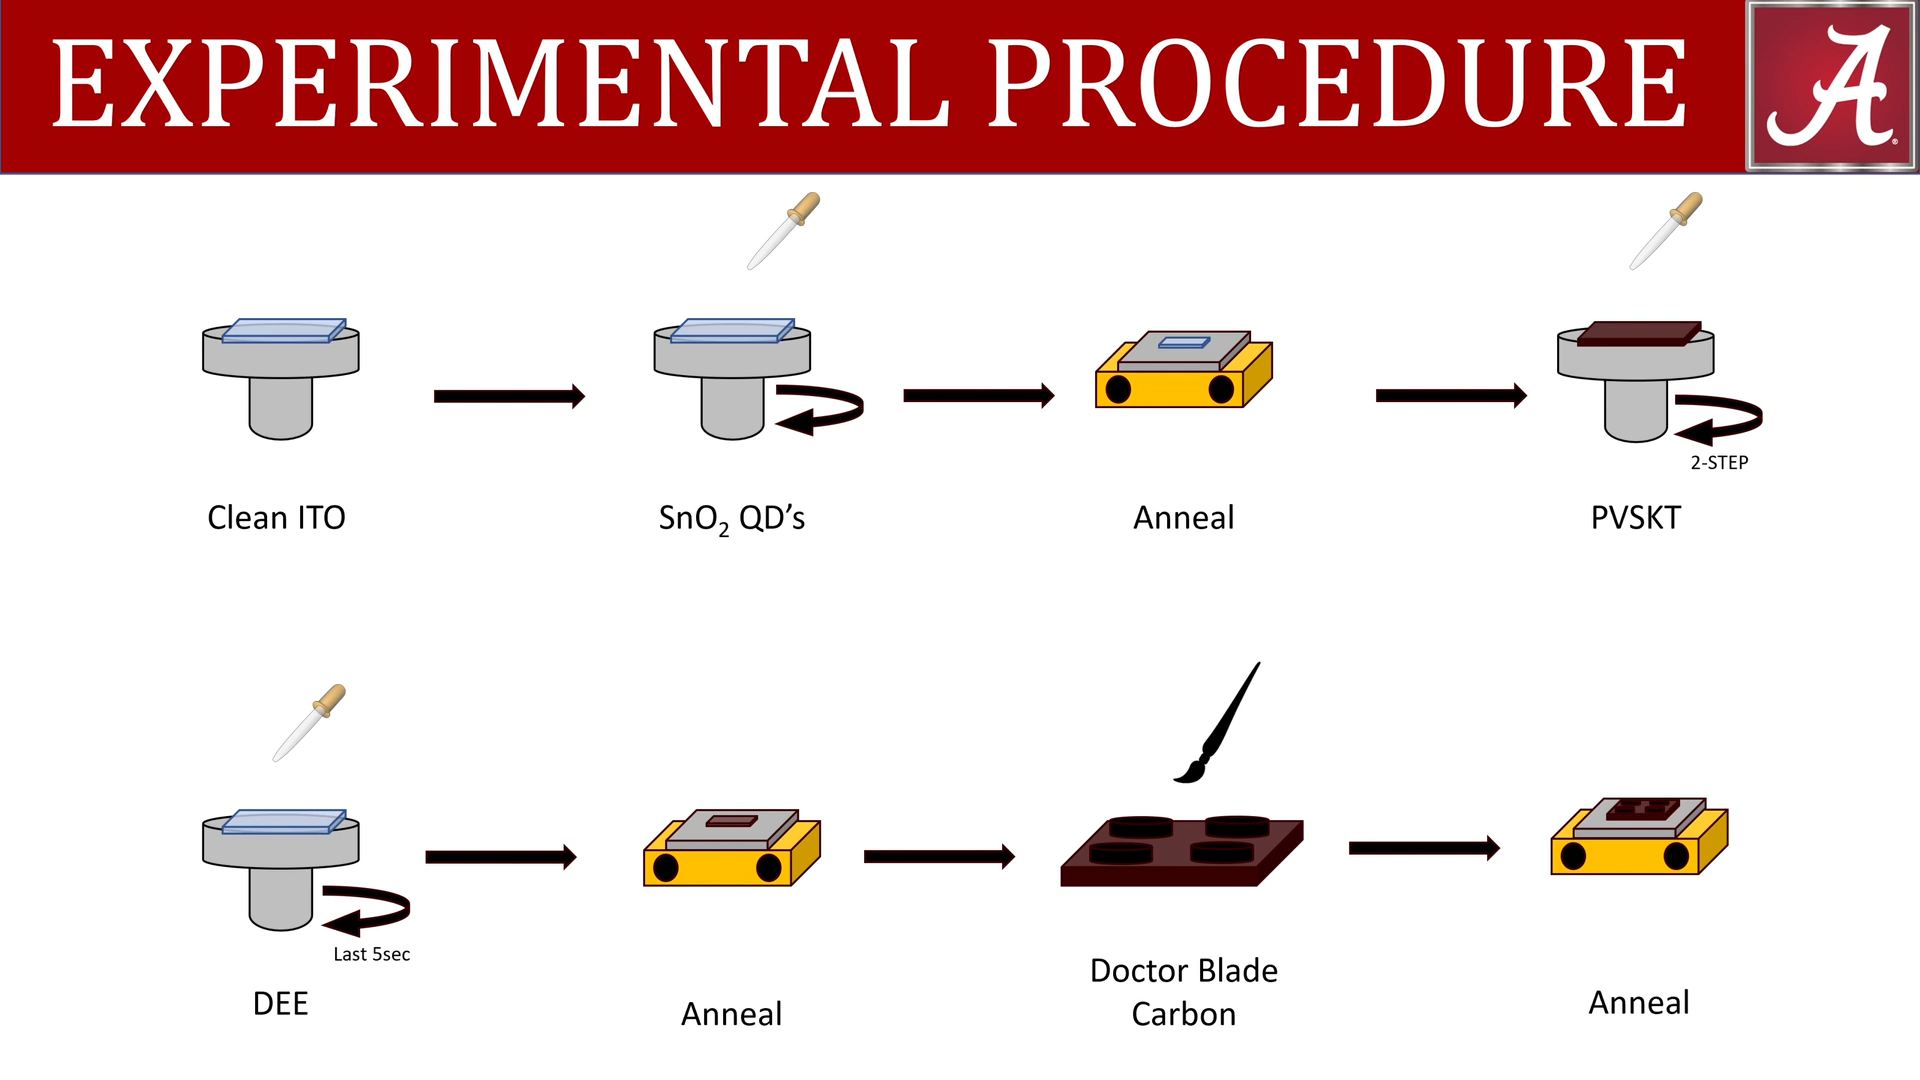 EXPERIMENTAL PROCEDURE
A®
2-STEP
Clean ITO
SnO₂ QD’s
Anneal
PVSKT
Last 5sec
DEE
Anneal
Doctor Blade
Carbon
Anneal